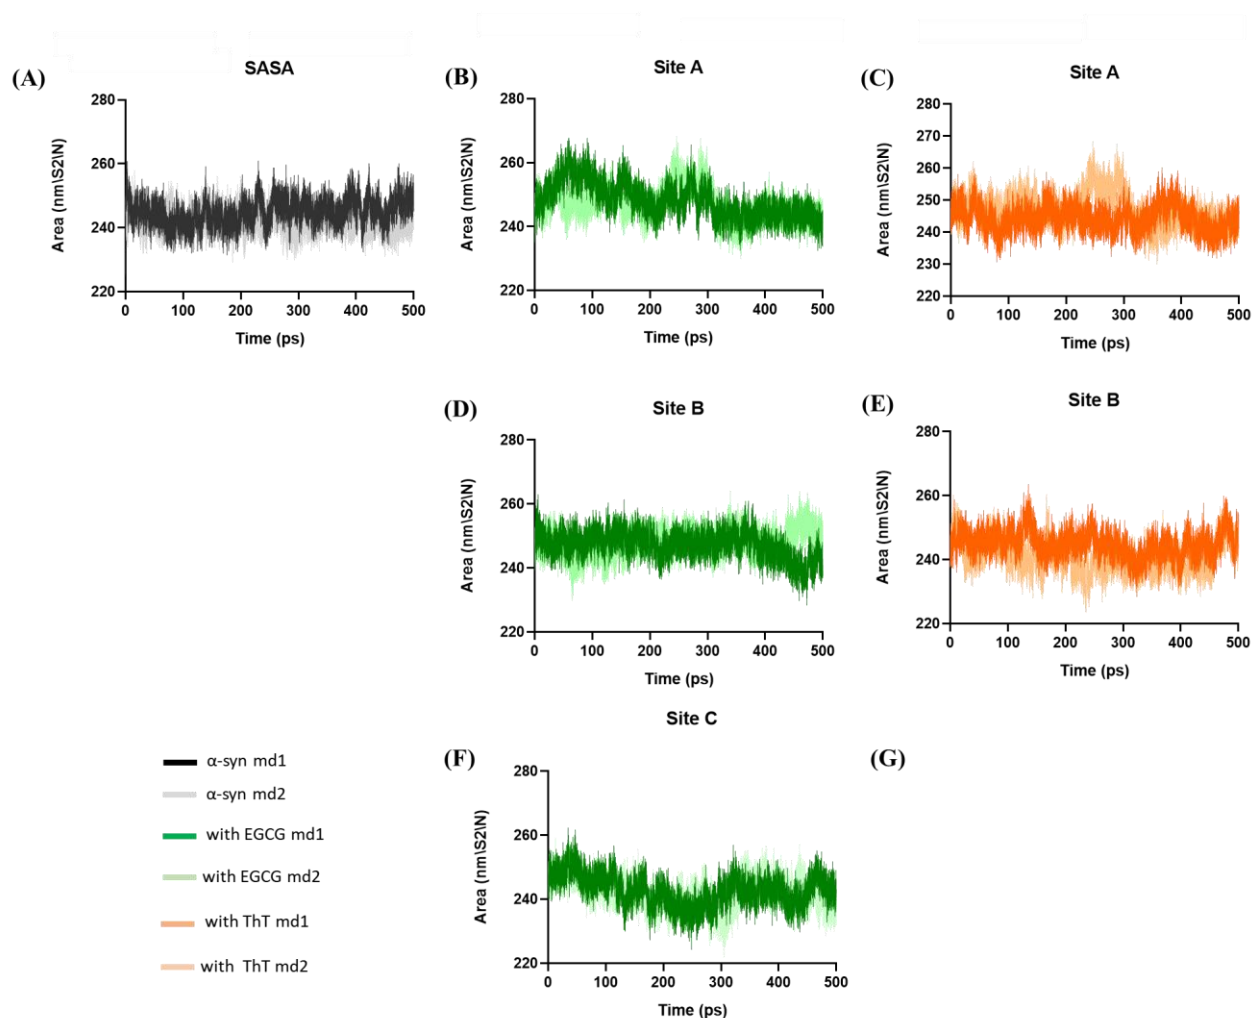 (A)
SASA
280
260
240
220
Area (nm\S2\N)
0 100 200 300 400 500
Time (ps)
(B)
Site A
280
260
240
220
Area (nm\S2\N)
0 100 200 300 400 500
Time (ps)
(C)
Site A
280
270
260
250
240
230
220
Area (nm\S2\N)
0 100 200 300 400 500
Time (ps)
(D)
Site B
280
260
240
220
Area (nm\S2\N)
0 100 200 300 400 500
Time (ps)
(E)
Site B
280
260
240
220
Area (nm\S2\N)
0 100 200 300 400 500
Time (ps)
α-syn md1
α-syn md2
with EGCG md1
with EGCG md2
with ThT md1
with ThT md2
(F)
Site C
280
260
240
220
Area (nm\S2\N)
0 100 200 300 400 500
Time (ps)
(G)